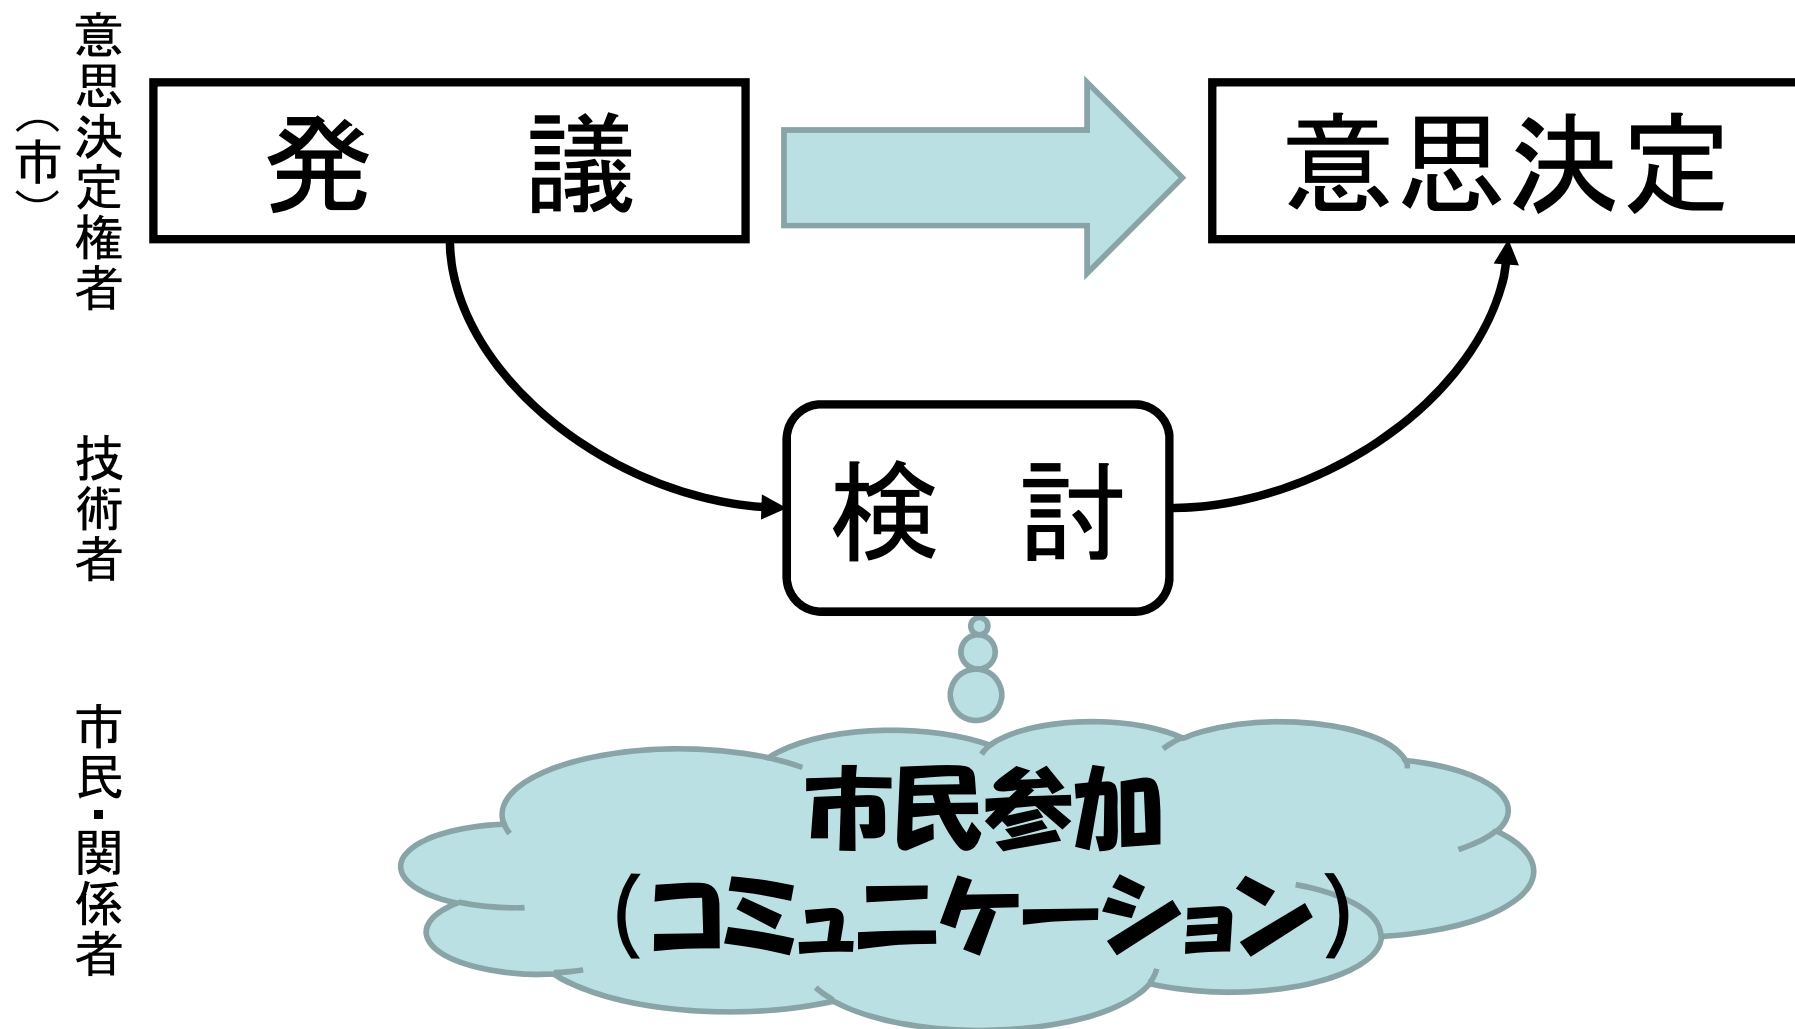 意思決定権者
（市）
発　議
意思決定
技術者
検　討
市民・関係者
市民参加
（コミュニケーション）